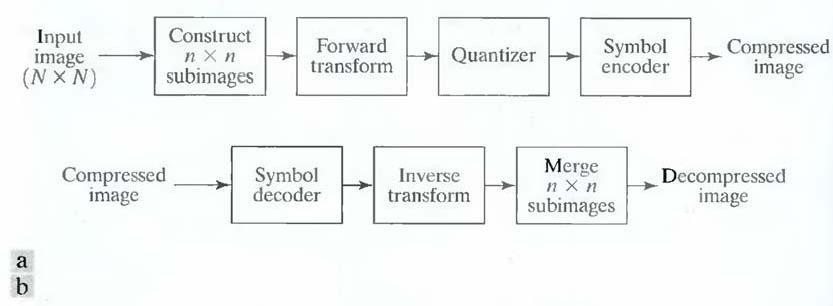 Input
image
(N × N)
Construct
n × n
subimages
Forward
transform
Quantizer
Symbol
encoder
Compressed
image
Compressed
image
Symbol
decoder
Inverse
transform
Merge
n × n
subimages
Decompressed
image
a
b